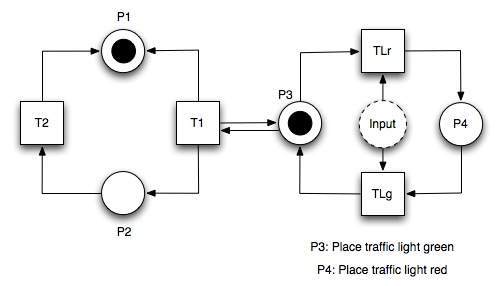 P1
TLr
P3
T2
T1
Input
P4
TLg
P2
P3: Place traffic light green
P4: Place traffic light red